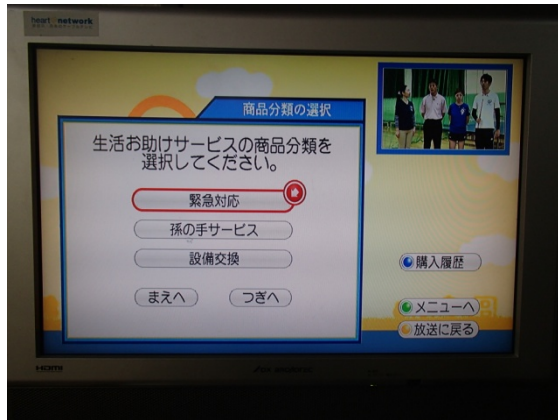 heart network
商品分類の選択
生活お助けサービスの商品分類を
選択してください。
緊急対応
孫の手サービス
設備交換
まえへ
つぎへ
購入履歴
メニューへ
放送に戻る
HDMI